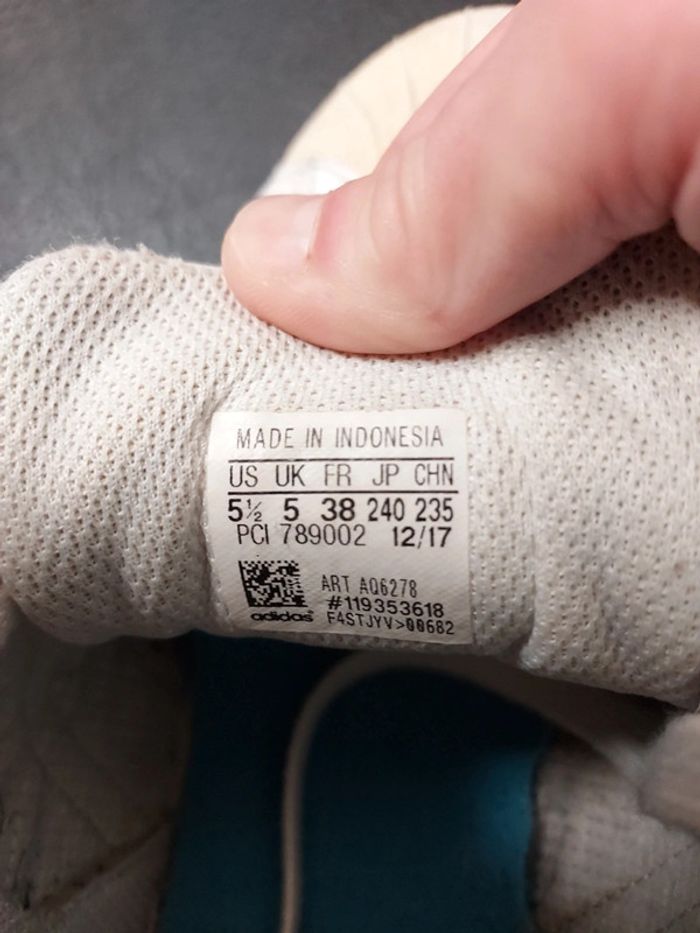 MADE IN INDONESIA
US UK FR JP CHN
5½ 5 38 240 235
PCI 789002 12/17
ART AQ6278
#119353618
adidas F4STJYV>00682